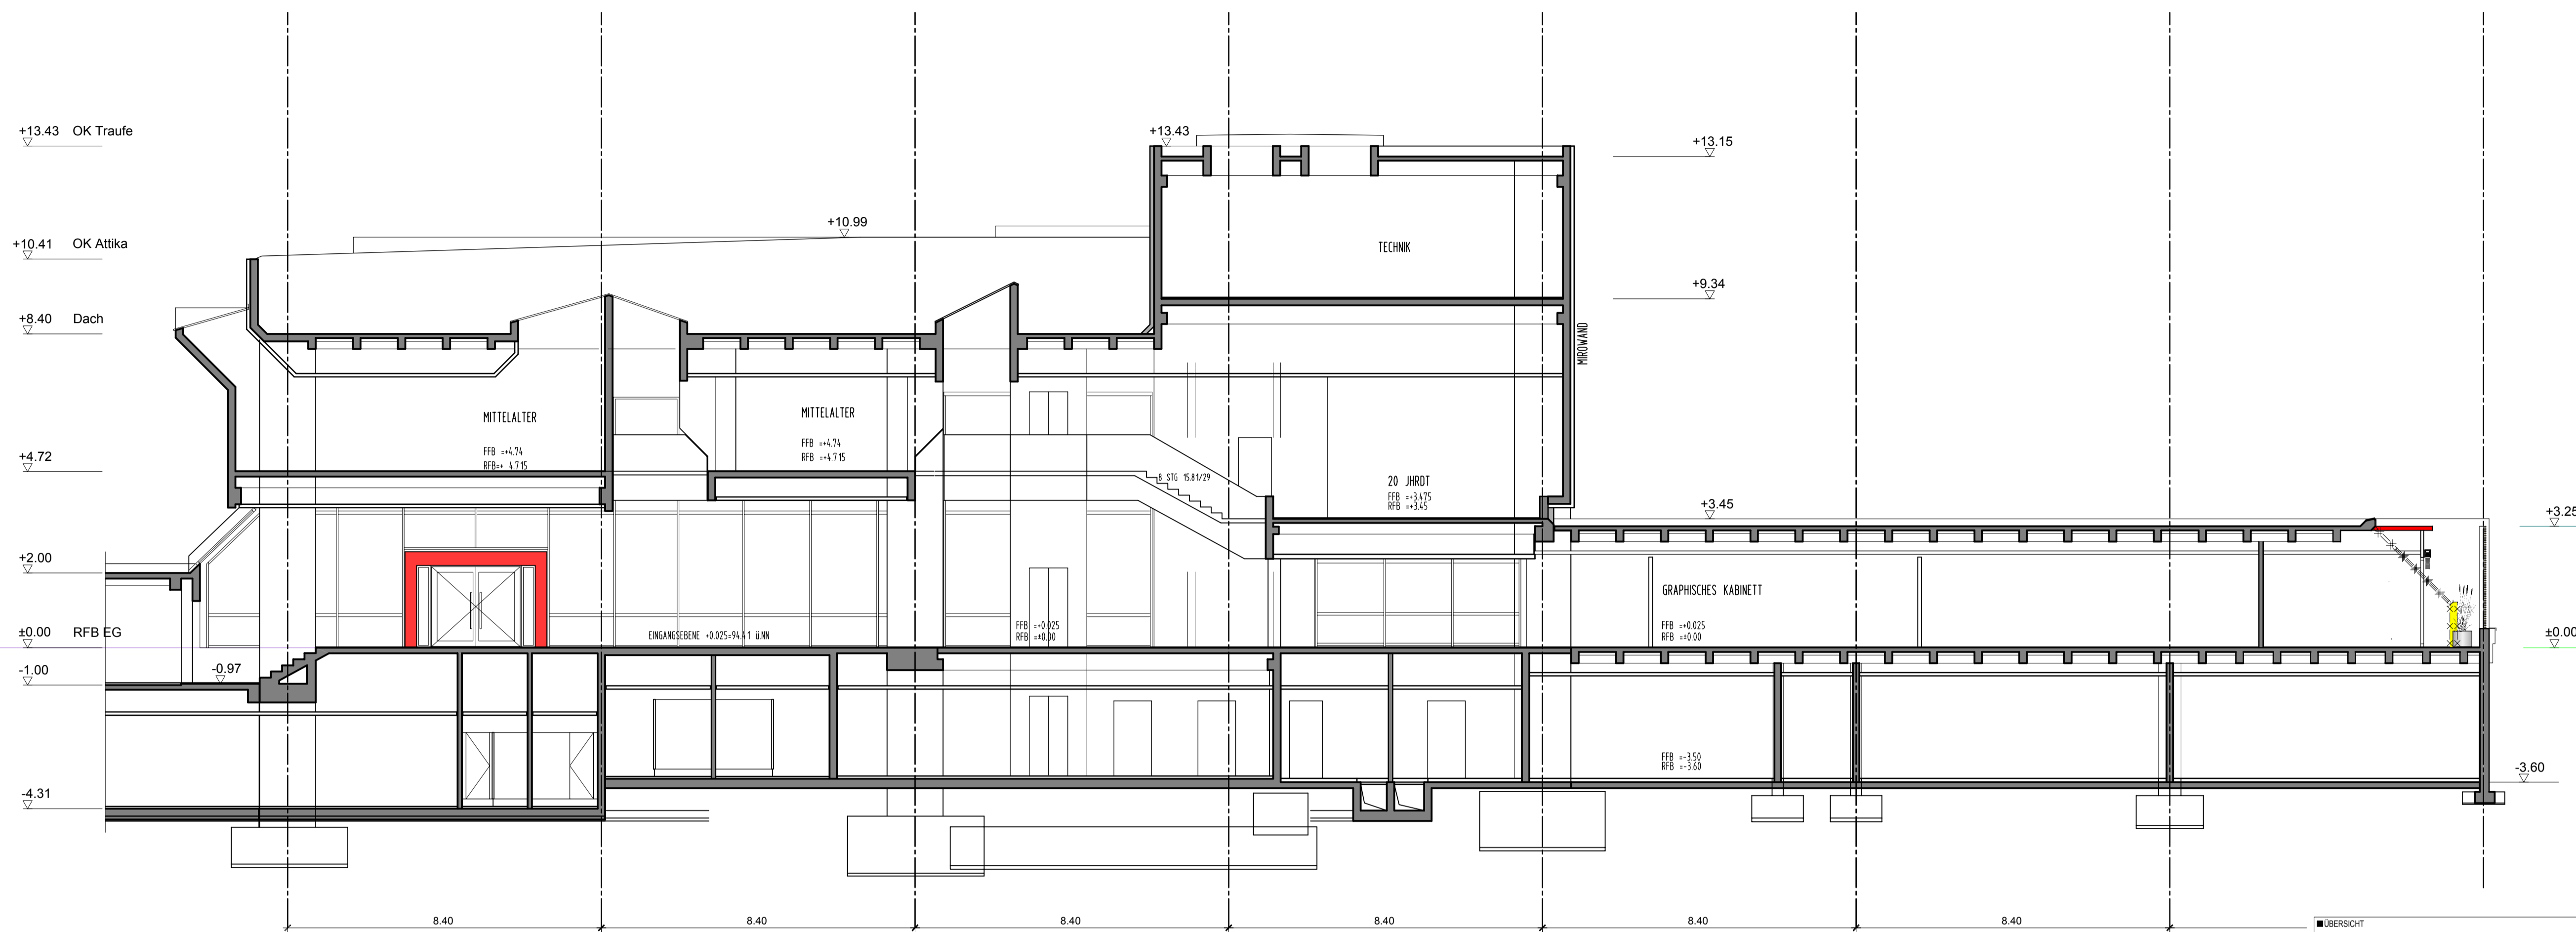 +13.43 OK Traufe
+13.43
+13.15
+10.99
+10.41 OK Attika
TECHNIK
+9.34
+8.40 Dach
MIROWAND
MITTELALTER
FFB =+4.74
RFB=+ 4.715
MITTELALTER
FFB =+4.74
RFB =+4.715
+4.72
8 STG 15.81/29
20 JHRDT
FFB =+3.475
RFB =+3.45
+3.45
+3.25
+2.00
GRAPHISCHES KABINETT
FFB =+0.025
RFB =±0.00
FFB =+0.025
RFB =±0.00
EINGANGSEBENE +0.025=94.41 ü.NN
±0.00 RFB EG
±0.00
-1.00
-0.97
FFB =-3.50
RFB =-3.60
-3.60
-4.31
8.40
8.40
8.40
8.40
8.40
8.40
ÜBERSICHT